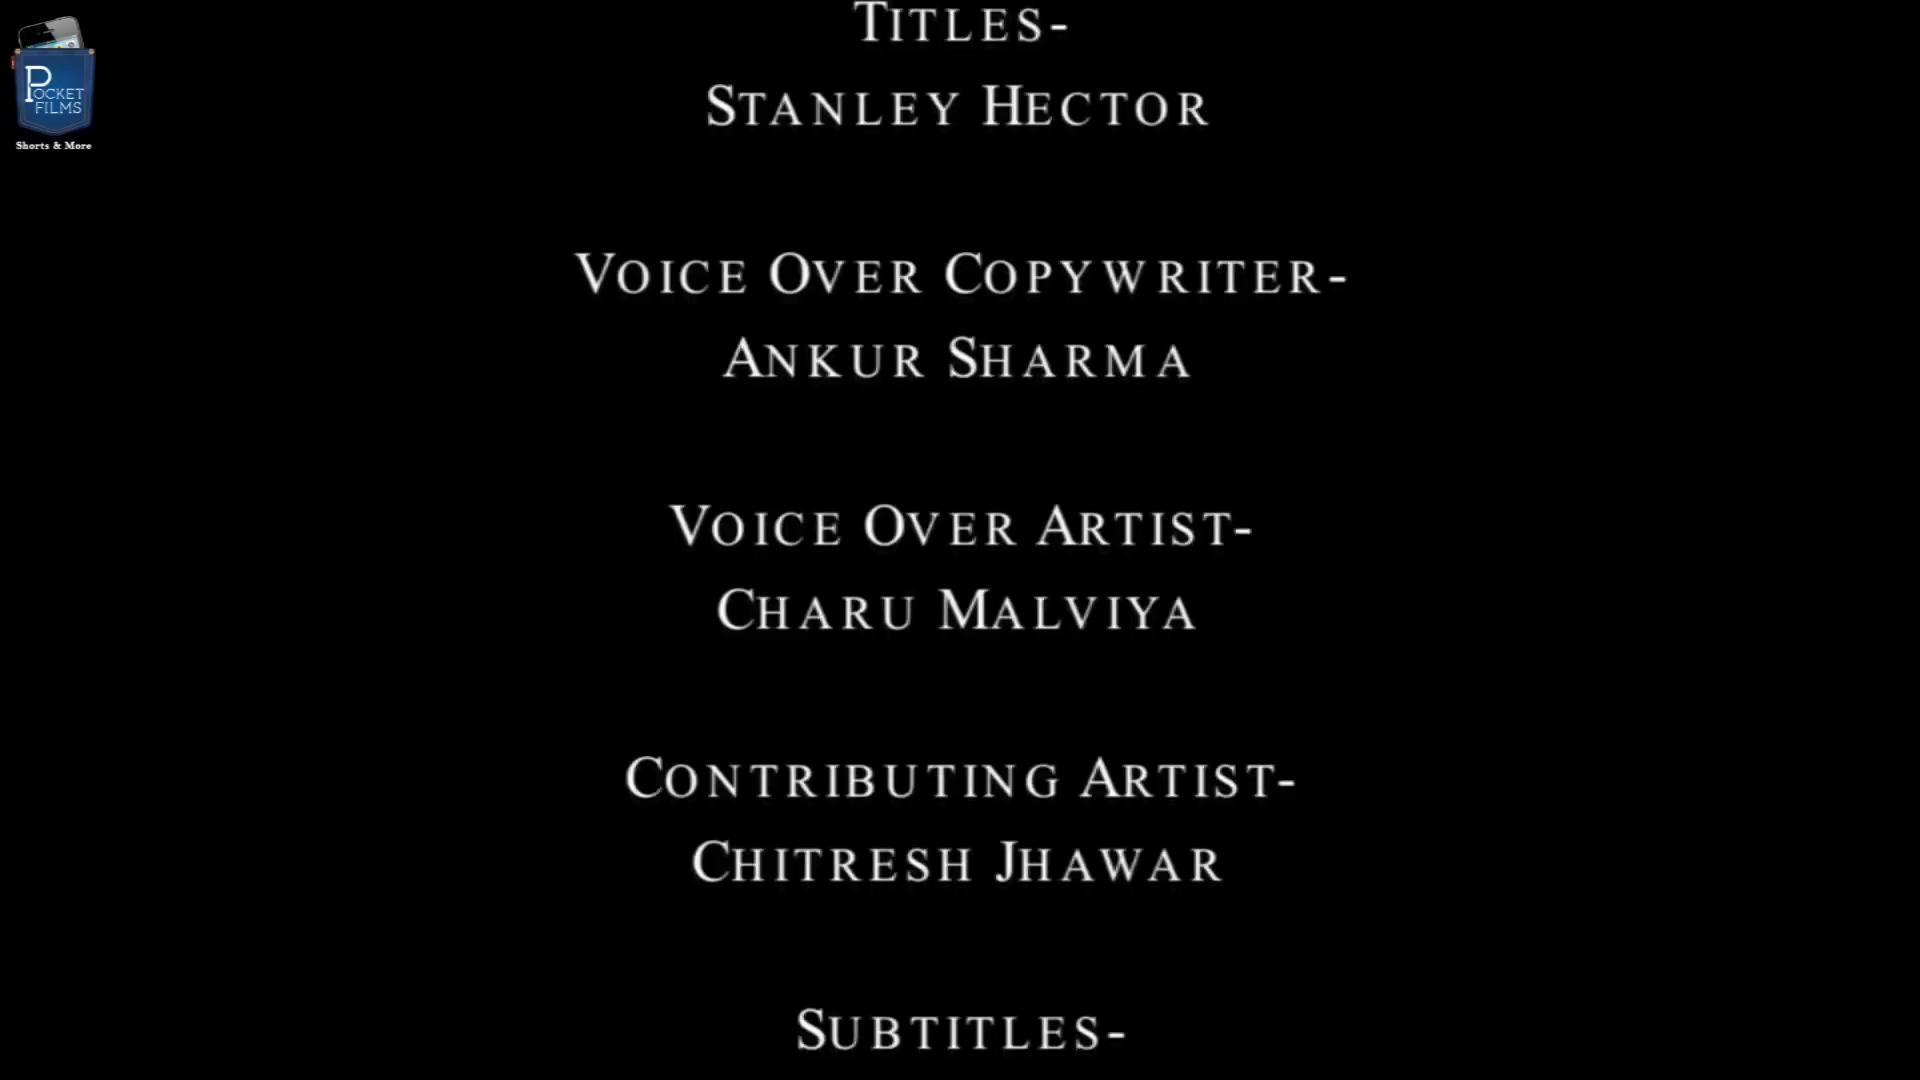 POCKET
FILMS
Shorts & More
TITLES-
STANLEY HECTOR
VOICE OVER COPYWRITER-
ANKUR SHARMA
VOICE OVER ARTIST-
CHARU MALVIYA
CONTRIBUTING ARTIST-
CHITRESH JHAWAR
SUBTITLES-